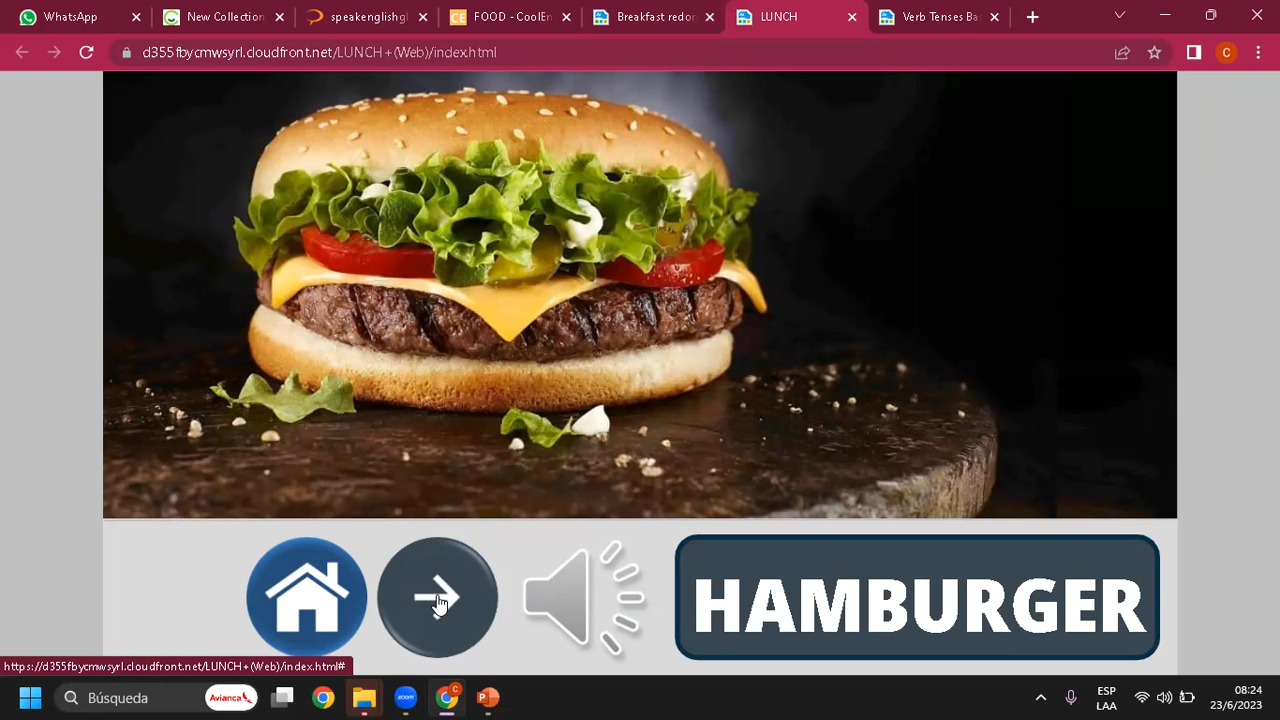 WhatsApp
New Collection
speakenglishg
FOOD - CoolEn
Breakfast redor
LUNCH
Verb Tenses Ba
d355fbycmwsyrl.cloudfront.net/LUNCH+(Web)/index.html
C
HAMBURGER
https://d355fbycmwsyrl.cloudfront.net/LUNCH+(Web)/index.html#
Búsqueda
Avianca
ESP
LAA
08:24
23/6/2023